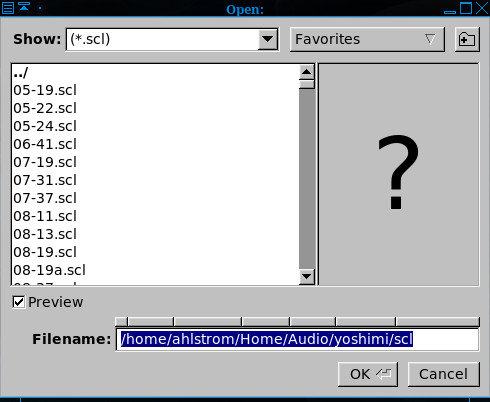 Open:
Show: (*.scl) Favorites
../
05-19.scl
05-22.scl
05-24.scl
06-41.scl
07-19.scl
07-31.scl
07-37.scl
08-11.scl
08-13.scl
08-19.scl
08-19a.scl
?
Preview
Filename: /home/ahlstrom/Home/Audio/yoshimi/scl
OK Cancel